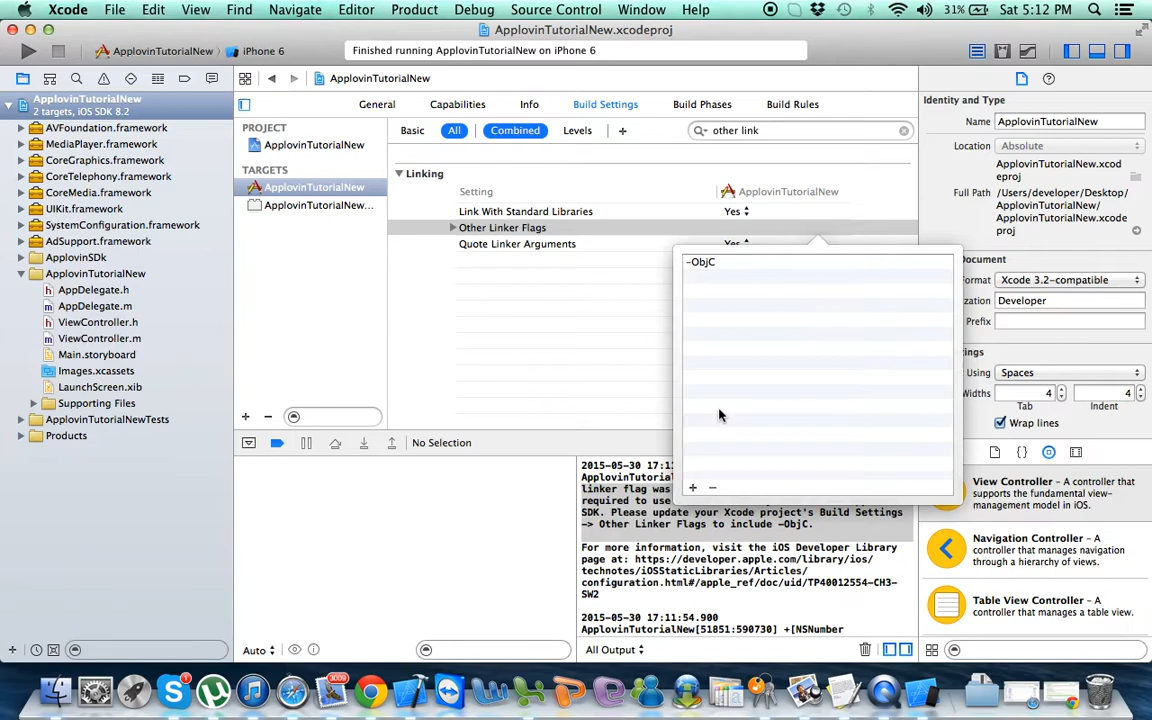 Xcode File Edit View Find Navigate Editor Product Debug Source Control Window Help 31% Sat 5:12 PM
ApplovinTutorialNew.xcodeproj
ApplovinTutorialNew › iPhone 6
Finished running ApplovinTutorialNew on iPhone 6
ApplovinTutorialNew
2 targets, iOS SDK 8.2
AVFoundation.framework
MediaPlayer.framework
CoreGraphics.framework
CoreTelephony.framework
CoreMedia.framework
UIKit.framework
SystemConfiguration.framework
AdSupport.framework
ApplovinSDk
ApplovinTutorialNew
AppDelegate.h
AppDelegate.m
ViewController.h
ViewController.m
Main.storyboard
Images.xcassets
LaunchScreen.xib
Supporting Files
ApplovinTutorialNewTests
Products
ApplovinTutorialNew
General Capabilities Info Build Settings Build Phases Build Rules
PROJECT
ApplovinTutorialNew
TARGETS
ApplovinTutorialNew
ApplovinTutorialNew...
Basic All Combined Levels + other link
Linking
Setting ApplovinTutorialNew
Link With Standard Libraries Yes
Other Linker Flags
Quote Linker Arguments Yes
-ObjC
+ −
+ −
No Selection
2015-05-30 17:11
ApplovinTutorialNew[
linker flag was
required to use
SDK. Please update your Xcode project's Build Settings
-> Other Linker Flags to include -ObjC.
For more information, visit the iOS Developer Library
page at: https://developer.apple.com/library/ios/
technotes/iOSStaticLibraries/Articles/
configuration.html#/apple_ref/doc/uid/TP40012554-CH3-
SW2
2015-05-30 17:11:54.900
ApplovinTutorialNew[51851:590730] +[NSNumber
Auto
All Output
Identity and Type
Name ApplovinTutorialNew
Location Absolute
ApplovinTutorialNew.xcod
eproj
Full Path /Users/developer/Desktop/
ApplovinTutorialNew/
ApplovinTutorialNew.xcode
proj
Document
Format Xcode 3.2-compatible
ization Developer
Prefix
ttings
Using Spaces
Widths 4 4
Tab Indent
Wrap lines
View Controller - A
controller that supports
the fundamental view-
management model in iOS.
Navigation Controller - A
controller that manages navigation
through a hierarchy of views.
Table View Controller - A
controller that manages a table view.
3009
1